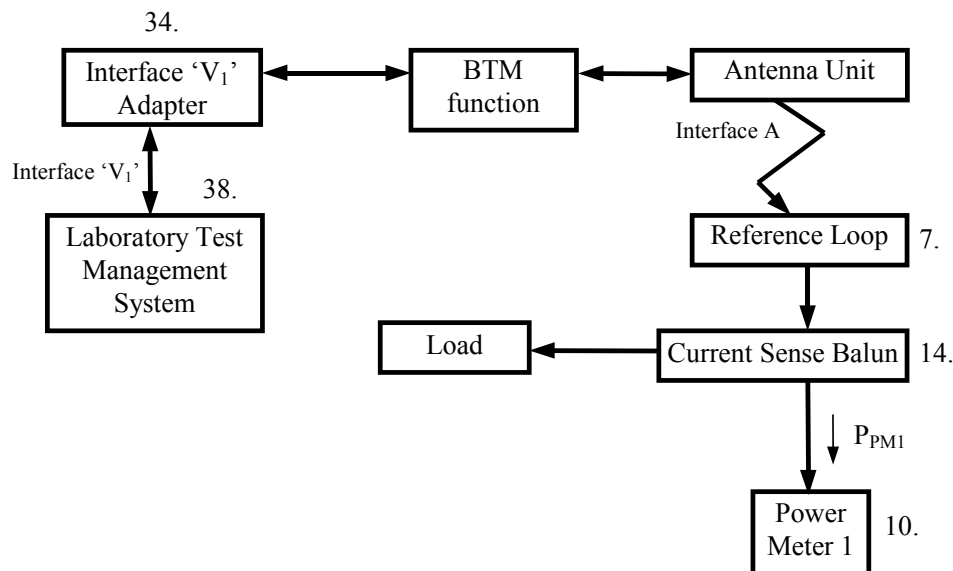 34.
Interface ‘V₁’
Adapter
BTM
function
Antenna Unit
Interface A
Interface ‘V₁’
38.
Laboratory Test
Management
System
Reference Loop
7.
Load
Current Sense Balun
14.
P_PM1
Power
Meter 1
10.